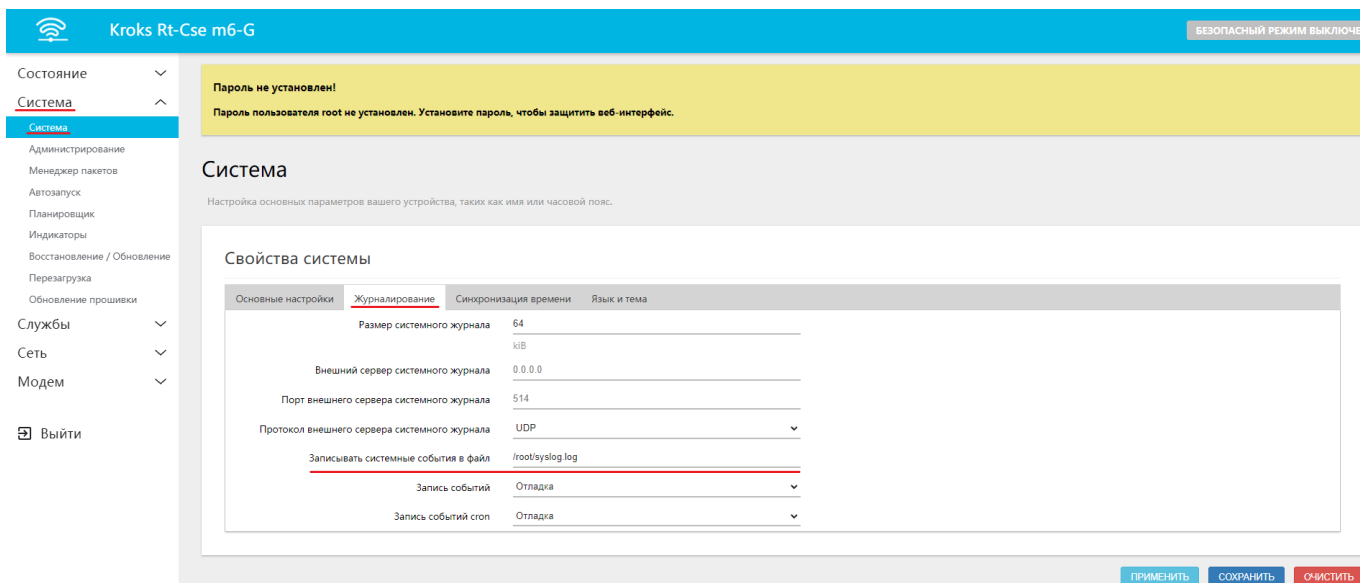 Kroks Rt-Cse m6-G
БЕЗОПАСНЫЙ РЕЖИМ ВЫКЛЮЧЕ
Состояние
Система
Система
Администрирование
Менеджер пакетов
Автозапуск
Планировщик
Индикаторы
Восстановление / Обновление
Перезагрузка
Обновление прошивки
Службы
Сеть
Модем
Выйти
Пароль не установлен!
Пароль пользователя root не установлен. Установите пароль, чтобы защитить веб-интерфейс.
Система
Настройка основных параметров вашего устройства, таких как имя или часовой пояс.
Свойства системы
Основные настройки Журналирование Синхронизация времени Язык и тема
Размер системного журнала 64
kiB
Внешний сервер системного журнала 0.0.0.0
Порт внешнего сервера системного журнала 514
Протокол внешнего сервера системного журнала UDP
Записывать системные события в файл /root/syslog.log
Запись событий Отладка
Запись событий cron Отладка
ПРИМЕНИТЬ СОХРАНИТЬ ОЧИСТИТЬ